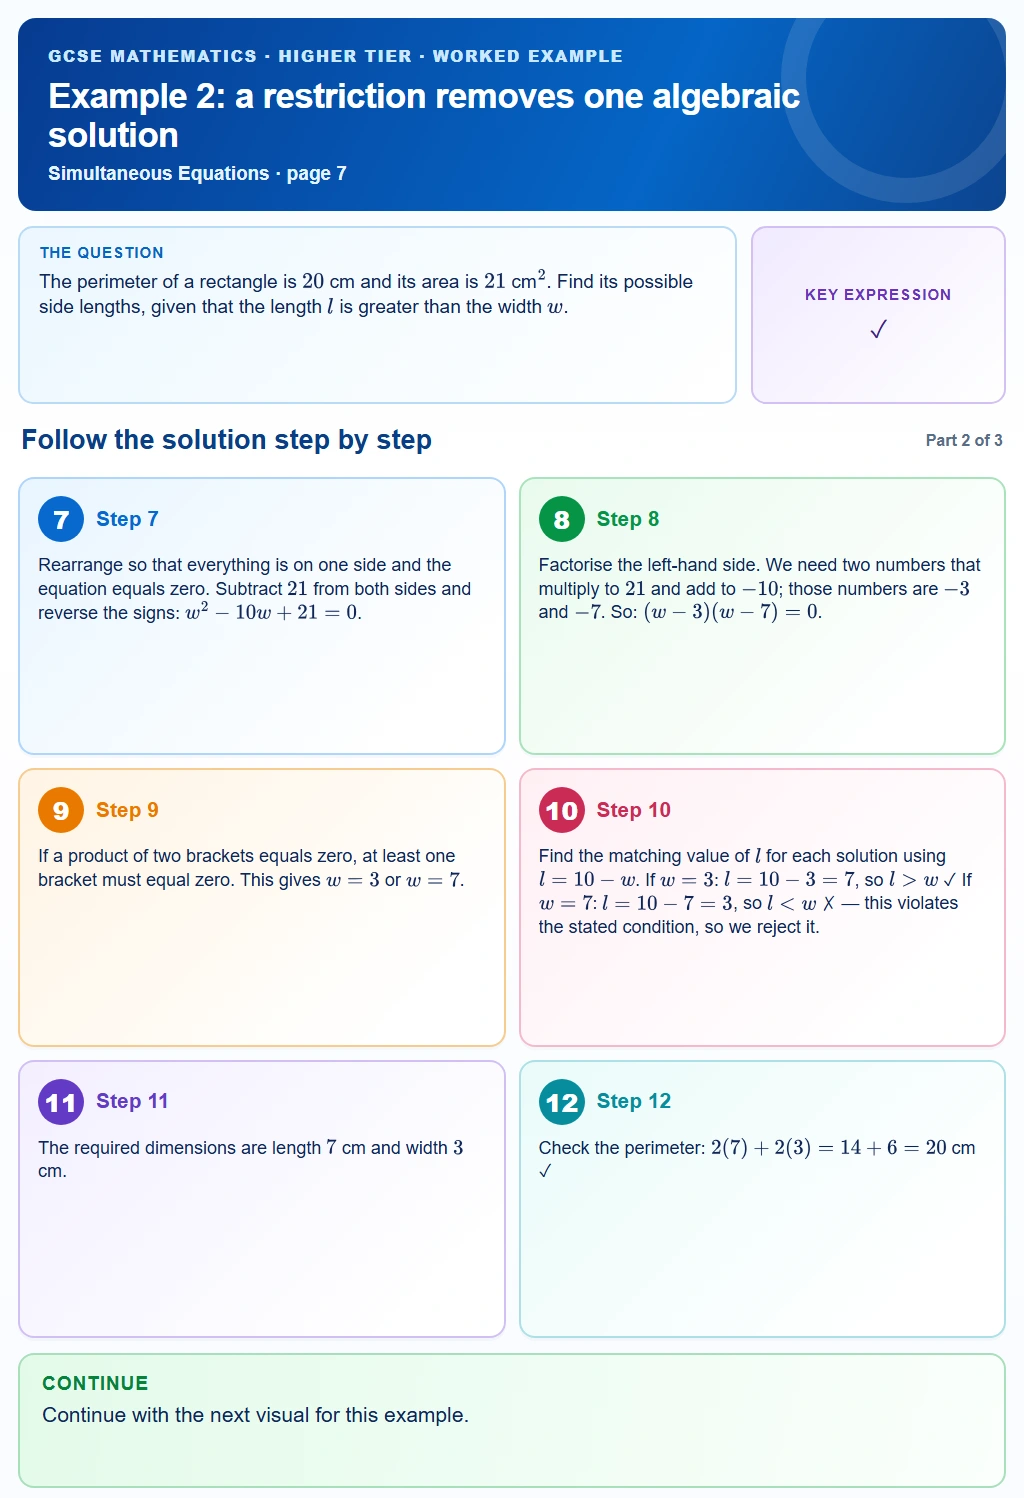 GCSE MATHEMATICS · HIGHER TIER · WORKED EXAMPLE
Example 2: a restriction removes one algebraic
solution
Simultaneous Equations · page 7
THE QUESTION
The perimeter of a rectangle is 20 cm and its area is 21 cm². Find its possible
side lengths, given that the length l is greater than the width w.
KEY EXPRESSION
✓
Follow the solution step by step
Part 2 of 3
7 Step 7
Rearrange so that everything is on one side and the
equation equals zero. Subtract 21 from both sides and
reverse the signs: w² − 10w + 21 = 0.
8 Step 8
Factorise the left-hand side. We need two numbers that
multiply to 21 and add to −10; those numbers are −3
and −7. So: (w − 3)(w − 7) = 0.
9 Step 9
If a product of two brackets equals zero, at least one
bracket must equal zero. This gives w = 3 or w = 7.
10 Step 10
Find the matching value of l for each solution using
l = 10 − w. If w = 3: l = 10 − 3 = 7, so l > w ✓ If
w = 7: l = 10 − 7 = 3, so l < w ✗ — this violates
the stated condition, so we reject it.
11 Step 11
The required dimensions are length 7 cm and width 3
cm.
12 Step 12
Check the perimeter: 2(7) + 2(3) = 14 + 6 = 20 cm
✓
CONTINUE
Continue with the next visual for this example.